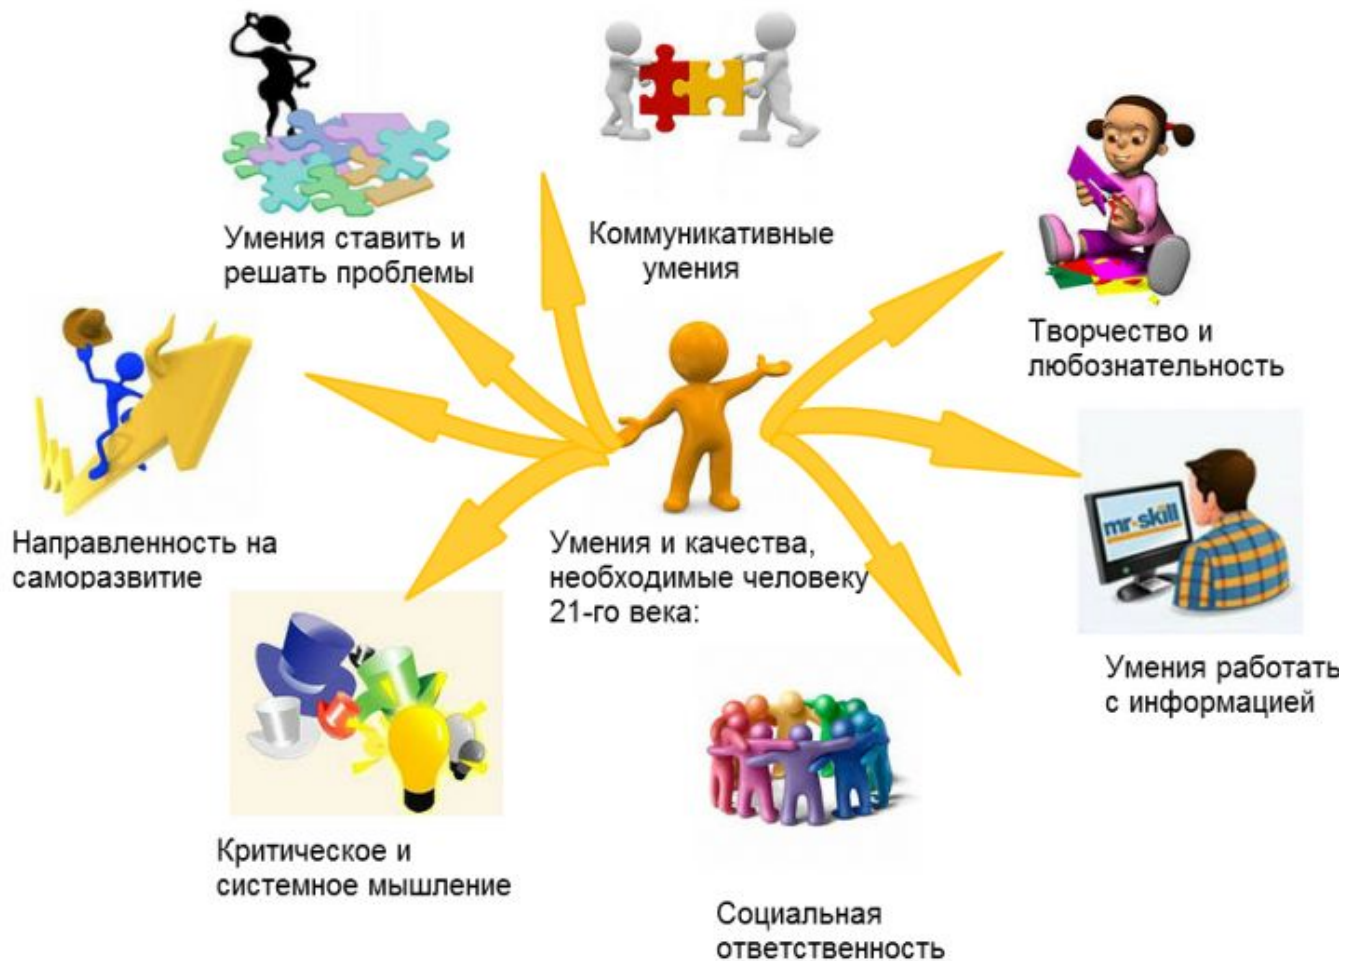 Умения ставить и
решать проблемы
Коммуникативные
умения
Творчество и
любознательность
mr-skill
Направленность на
саморазвитие
Умения и качества,
необходимые человеку
21-го века:
Умения работать
с информацией
Критическое и
системное мышление
Социальная
ответственность